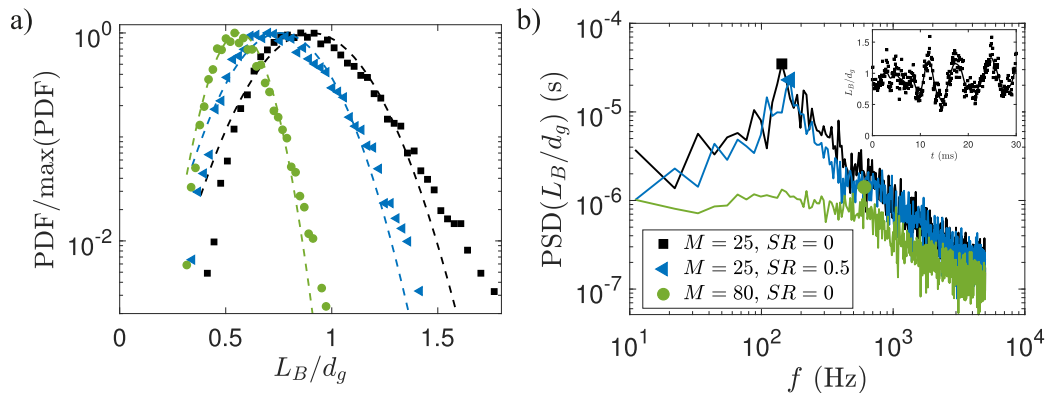 a)
PDF/max(PDF)
10^0
10^-2
0
0.5
1
1.5
L_B/d_g
b)
PSD(L_B/d_g) (s)
10^-4
10^-5
10^-6
10^-7
10^1
10^2
10^3
10^4
f (Hz)
M = 25, SR = 0
M = 25, SR = 0.5
M = 80, SR = 0
L_B/d_g
1.5
1
0.5
0
0
10
20
30
t (ms)